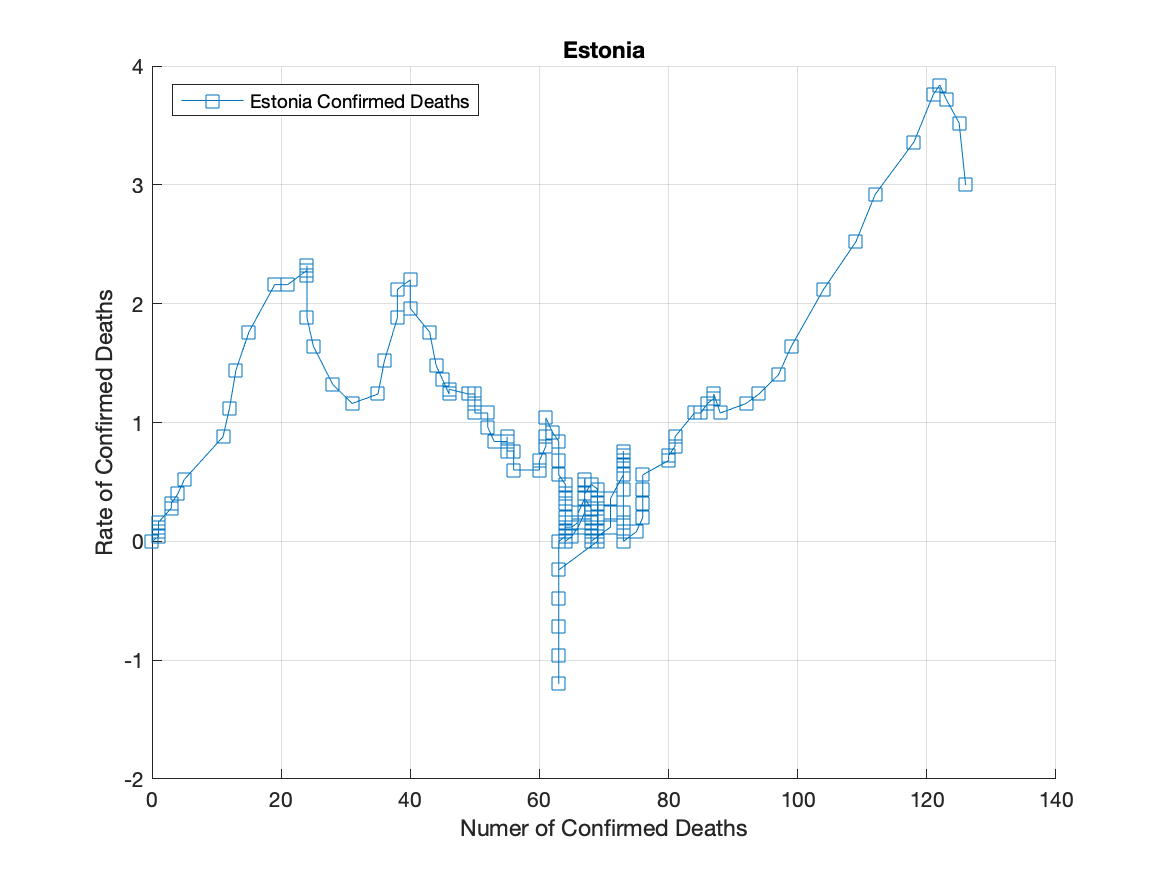 Estonia
4
Estonia Confirmed Deaths
3
2
1
0
-1
-2
Rate of Confirmed Deaths
0 20 40 60 80 100 120 140
Numer of Confirmed Deaths